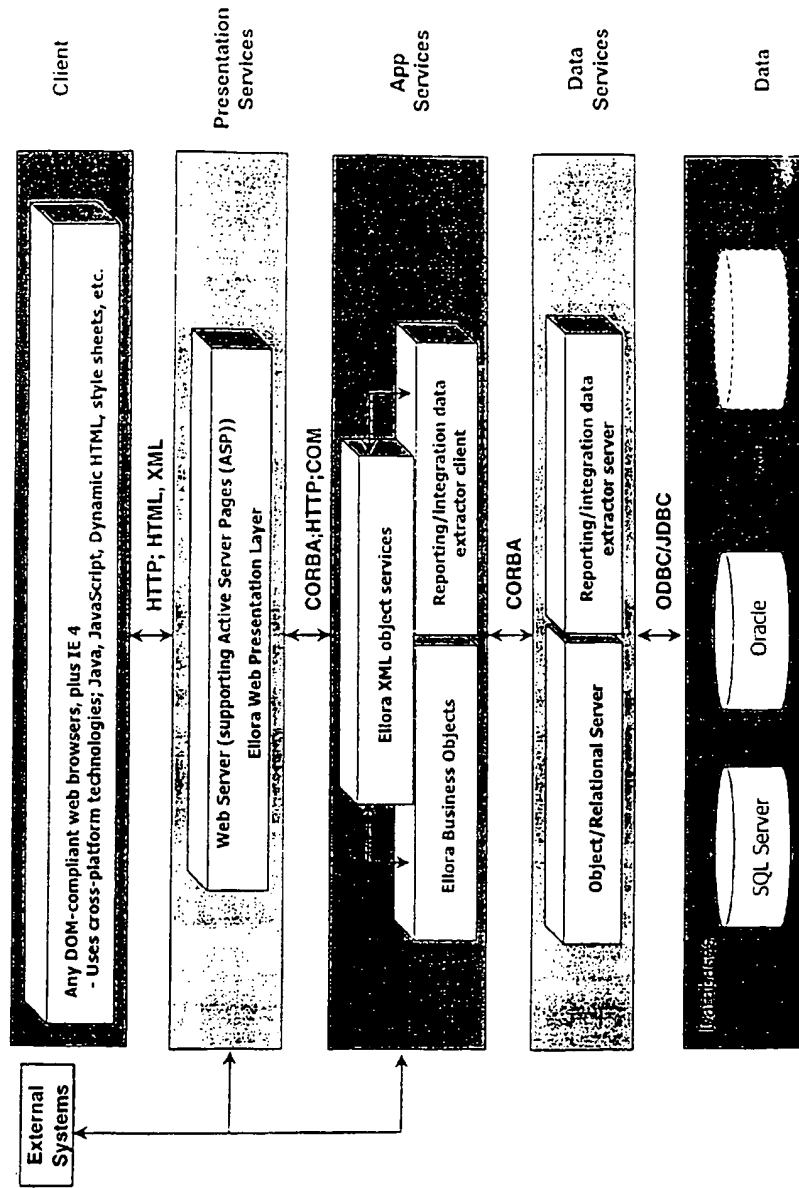 External
Systems
Client
Any DOM-compliant web browsers, plus IE 4
- Uses cross-platform technologies; Java, JavaScript, Dynamic HTML, style sheets, etc.
HTTP; HTML, XML
Presentation
Services
Web Server (supporting Active Server Pages (ASP))
Ellora Web Presentation Layer
CORBA;HTTP;COM
App
Services
Ellora XML object services
Ellora Business Objects
Reporting/Integration data
extractor client
CORBA
Data
Services
Object/Relational Server
Reporting/integration data
extractor server
ODBC/JDBC
Data
SQL Server
Oracle